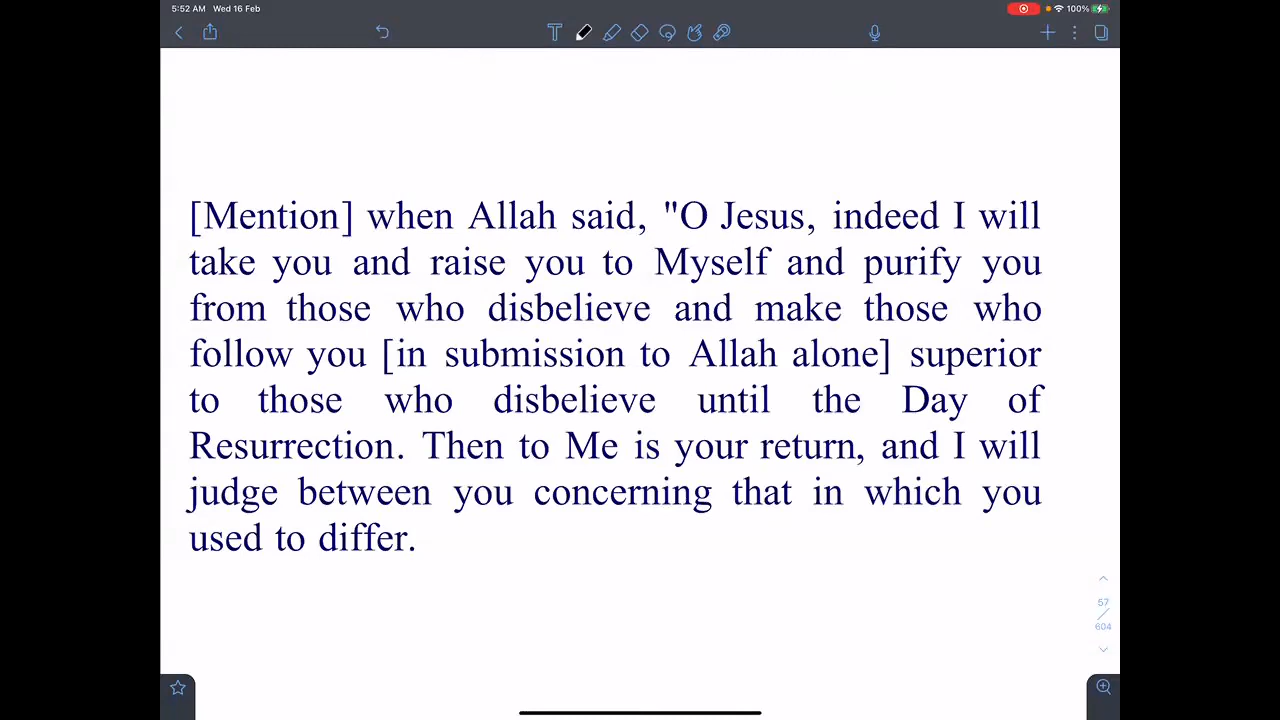 5:52 AM Wed 16 Feb
100%
T
[Mention] when Allah said, "O Jesus, indeed I will
take you and raise you to Myself and purify you
from those who disbelieve and make those who
follow you [in submission to Allah alone] superior
to those who disbelieve until the Day of
Resurrection. Then to Me is your return, and I will
judge between you concerning that in which you
used to differ.
57
604